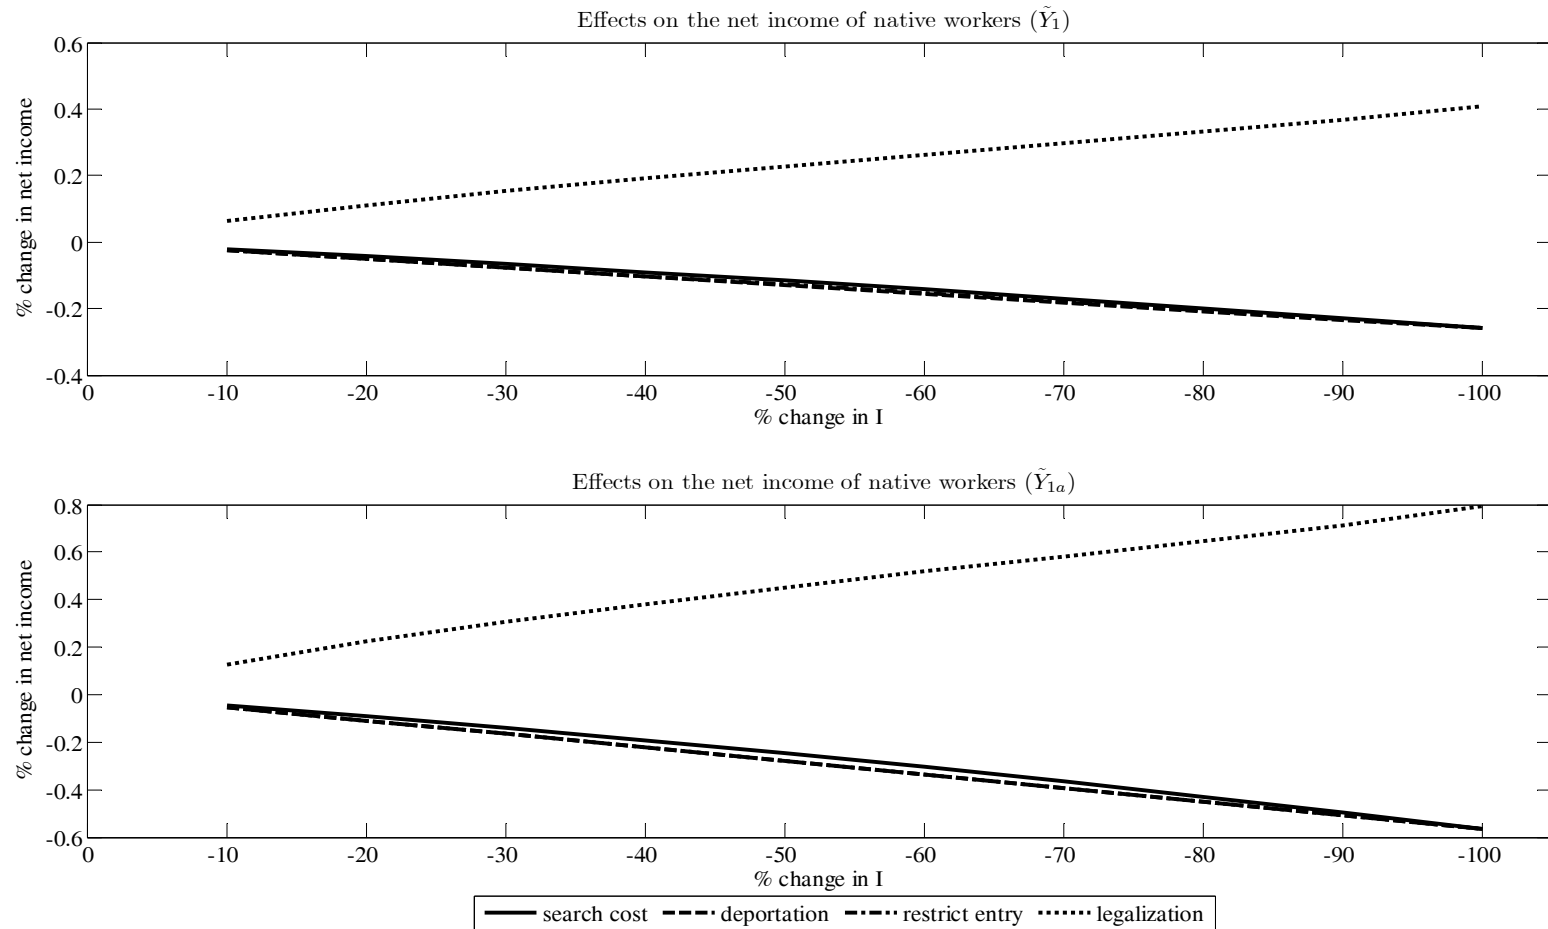 Effects on the net income of native workers (Ỹ₁)
0.6
0.4
0.2
0
-0.2
-0.4
% change in net income
0 -10 -20 -30 -40 -50 -60 -70 -80 -90 -100
% change in I
Effects on the net income of native workers (Ỹ₁ₐ)
0.8
0.6
0.4
0.2
0
-0.2
-0.4
-0.6
% change in net income
0 -10 -20 -30 -40 -50 -60 -70 -80 -90 -100
% change in I
search cost deportation restrict entry legalization